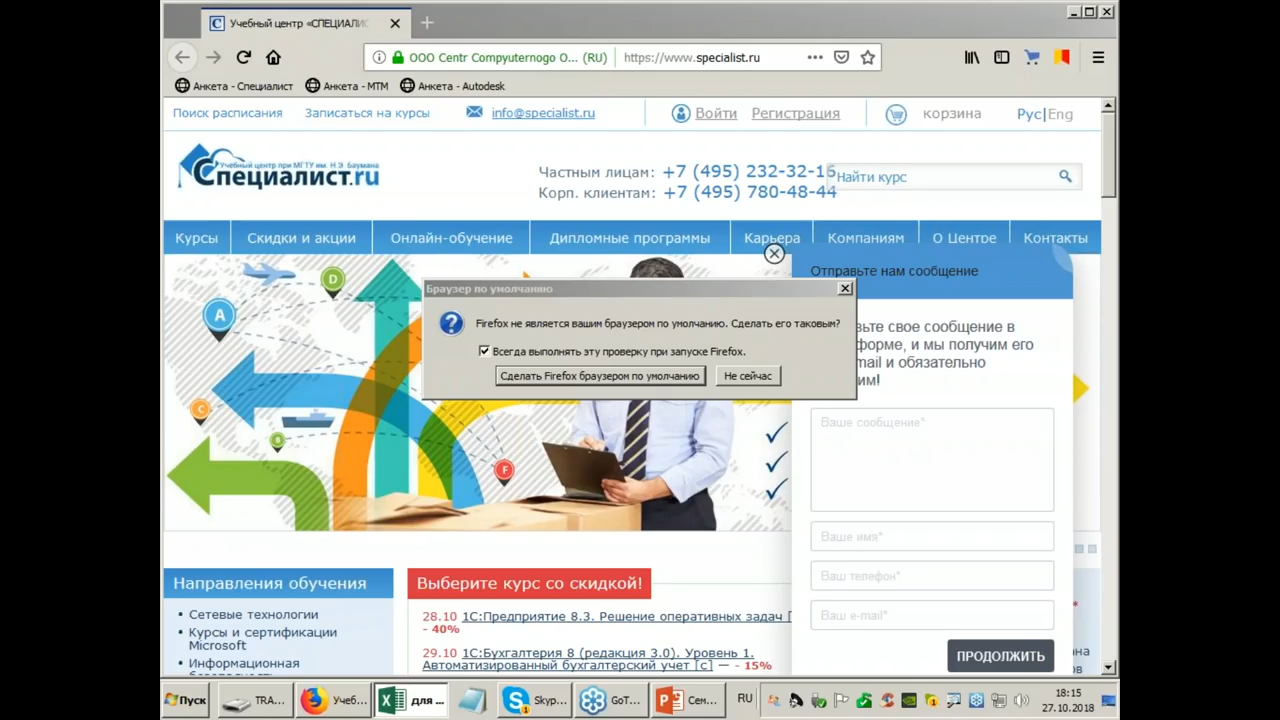 Учебный центр «СПЕЦИАЛИС
ООО Centr Compyuternogo O... (RU)
https://www.specialist.ru
Анкета - Специалист
Анкета - МТМ
Анкета - Autodesk
Поиск расписания
Записаться на курсы
info@specialist.ru
Войти
Регистрация
корзина
Рус|Eng
Учебный центр при МГТУ им. Н.Э. Баумана
Специалист.ru
Частным лицам: +7 (495) 232-32-16
Корп. клиентам: +7 (495) 780-48-44
Найти курс
Курсы
Скидки и акции
Онлайн-обучение
Дипломные программы
Карьера
Компаниям
О Центре
Контакты
A
D
C
B
F
Браузер по умолчанию
Firefox не является вашим браузером по умолчанию. Сделать его таковым?
Всегда выполнять эту проверку при запуске Firefox.
Сделать Firefox браузером по умолчанию
Не сейчас
Отправьте нам сообщение
вьте свое сообщение в
форме, и мы получим его
mail и обязательно
им!
Ваше сообщение*
Ваше имя*
Ваш телефон*
Ваш e-mail*
ПРОДОЛЖИТЬ
Направления обучения
• Сетевые технологии
• Курсы и сертификации
Microsoft
• Информационная
Выберите курс со скидкой!
28.10 1С:Предприятие 8.3. Решение оперативных задач [
- 40%
29.10 1С:Бухгалтерия 8 (редакция 3.0). Уровень 1.
Автоматизированный бухгалтерский учет [с] — - 15%
Пуск
TRA...
Учеб...
для ...
Skyp...
GoT...
Сем...
RU
18:15
27.10.2018